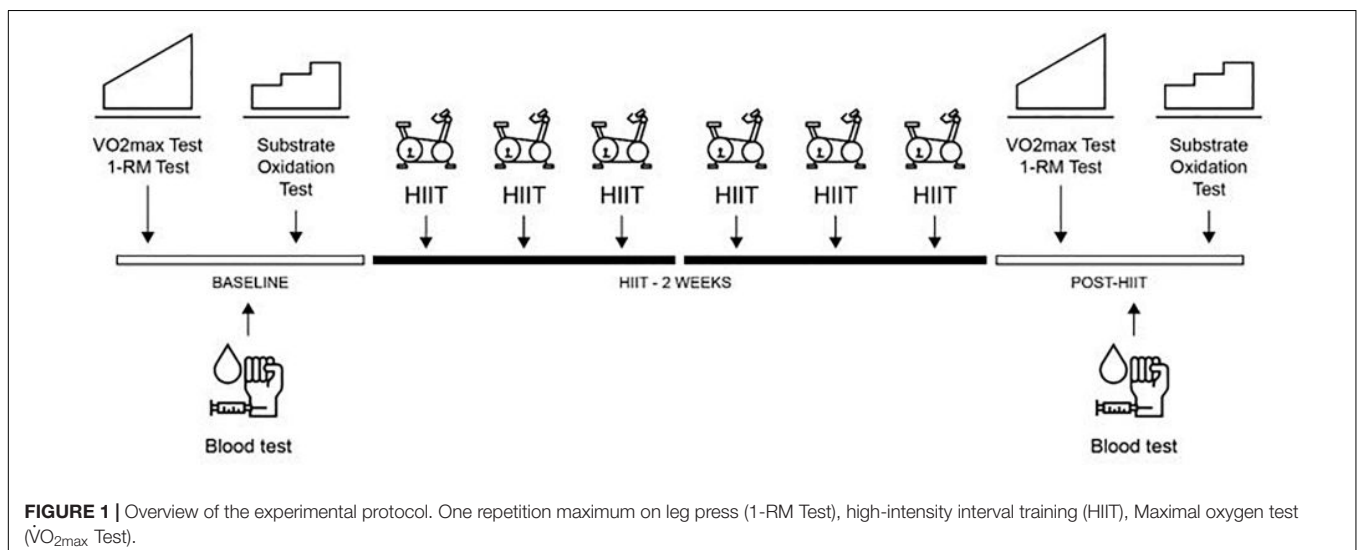 VO2max Test
1-RM Test
Substrate
Oxidation
Test
HIIT
HIIT
HIIT
HIIT
HIIT
HIIT
VO2max Test
1-RM Test
Substrate
Oxidation
Test
BASELINE
HIIT - 2 WEEKS
POST-HIIT
Blood test
Blood test
FIGURE 1 | Overview of the experimental protocol. One repetition maximum on leg press (1-RM Test), high-intensity interval training (HIIT), Maximal oxygen test
(V̇O2max Test).